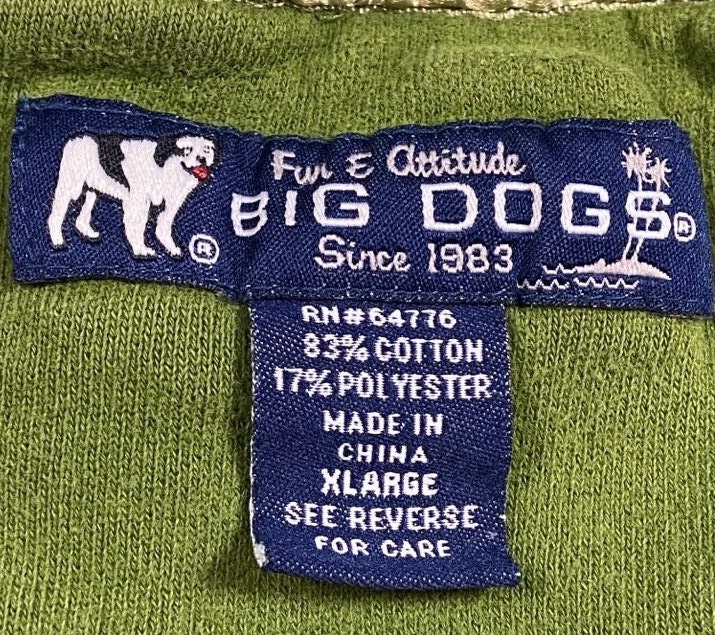 Fun & Attitude
BIG DOGS®
Since 1983
®
RN#64776
83% COTTON
17% POLYESTER
MADE IN
CHINA
XLARGE
SEE REVERSE
FOR CARE